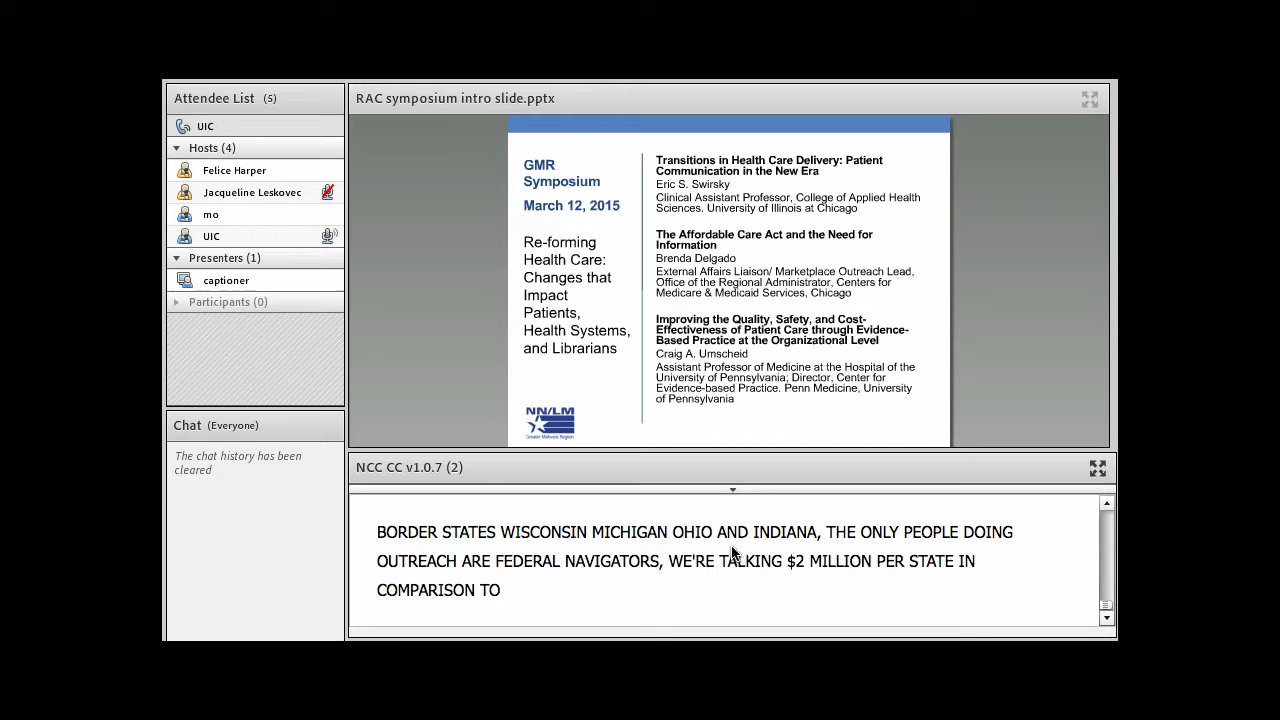 Attendee List (5)
UIC
Hosts (4)
Felice Harper
Jacqueline Leskovec
mo
UIC
Presenters (1)
captioner
Participants (0)
Chat (Everyone)
The chat history has been
cleared
RAC symposium intro slide.pptx
GMR
Symposium
March 12, 2015
Re-forming
Health Care:
Changes that
Impact
Patients,
Health Systems,
and Librarians
NN/LM
Greater Midwest Region
Transitions in Health Care Delivery: Patient
Communication in the New Era
Eric S. Swirsky
Clinical Assistant Professor, College of Applied Health
Sciences. University of Illinois at Chicago
The Affordable Care Act and the Need for
Information
Brenda Delgado
External Affairs Liaison/ Marketplace Outreach Lead,
Office of the Regional Administrator, Centers for
Medicare & Medicaid Services, Chicago
Improving the Quality, Safety, and Cost-
Effectiveness of Patient Care through Evidence-
Based Practice at the Organizational Level
Craig A. Umscheid
Assistant Professor of Medicine at the Hospital of the
University of Pennsylvania; Director, Center for
Evidence-based Practice. Penn Medicine, University
of Pennsylvania
NCC CC v1.0.7 (2)
BORDER STATES WISCONSIN MICHIGAN OHIO AND INDIANA, THE ONLY PEOPLE DOING
OUTREACH ARE FEDERAL NAVIGATORS, WE'RE TALKING $2 MILLION PER STATE IN
COMPARISON TO